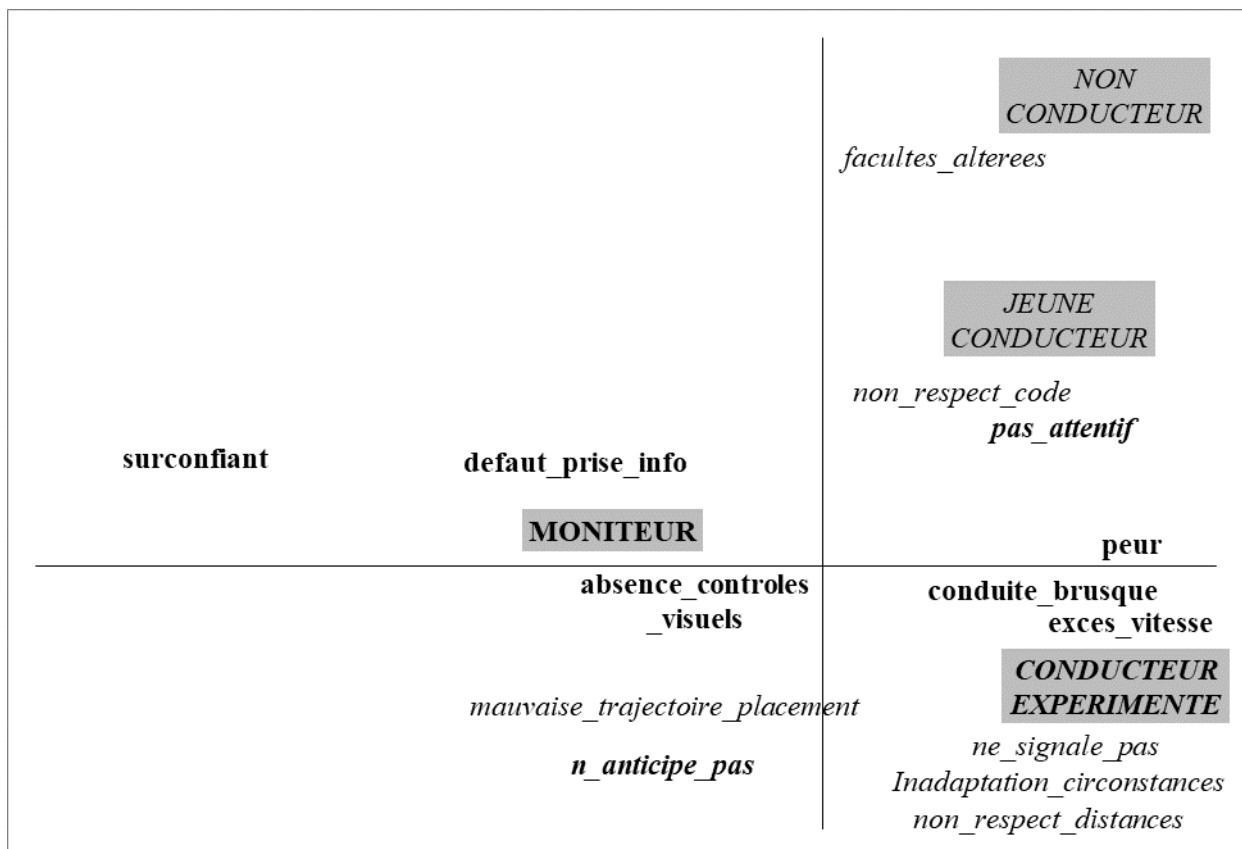 NON
CONDUCTEUR
facultes_alterees
JEUNE
CONDUCTEUR
non_respect_code
pas_attentif
surconfiant
defaut_prise_info
MONITEUR
peur
absence_controles
_visuels
conduite_brusque
exces_vitesse
CONDUCTEUR
EXPERIMENTE
mauvaise_trajectoire_placement
ne_signale_pas
n_anticipe_pas
Inadaptation_circonstances
non_respect_distances